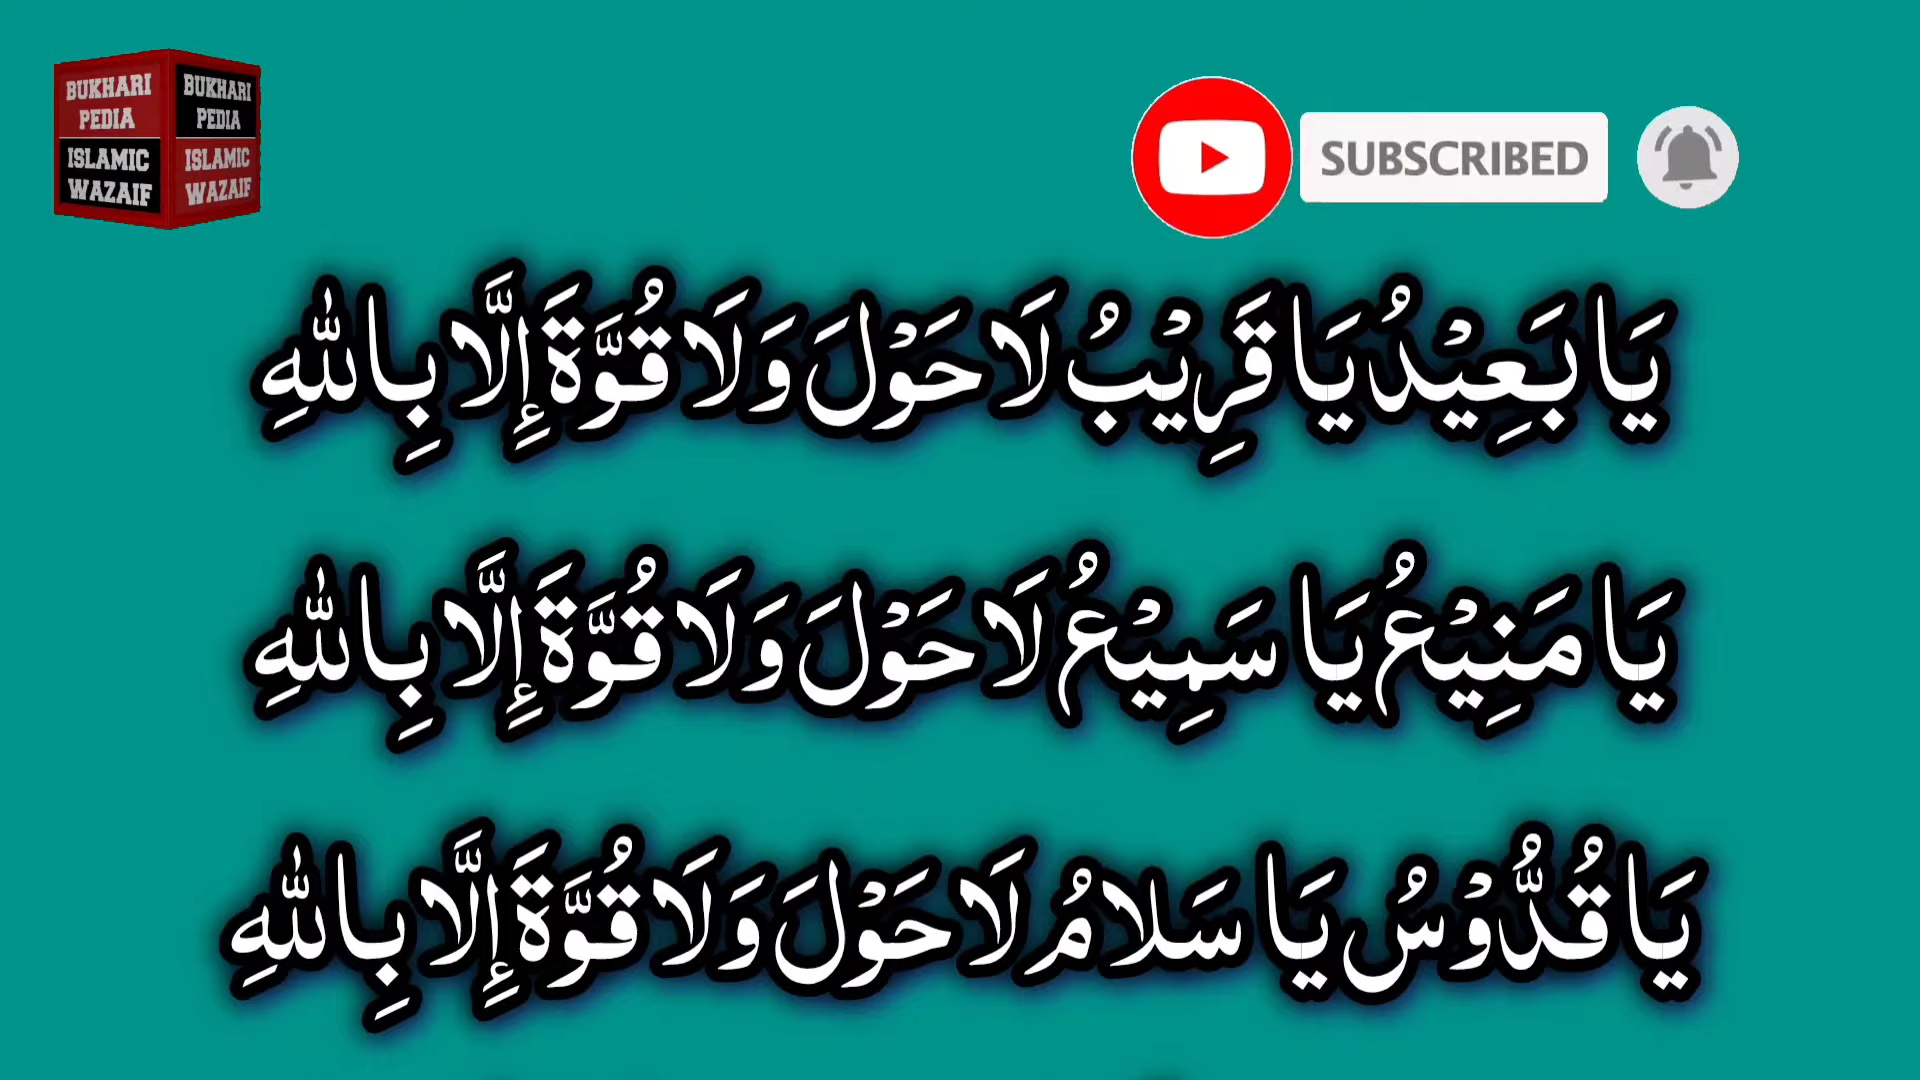 BUKHARI
PEDIA
ISLAMIC
WAZAIF
BUKHARI
PEDIA
ISLAMIC
WAZAIF
SUBSCRIBED
يَا بَعِيْدُ يَا قَرِيْبُ لَا حَوْلَ وَلَا قُوَّةَ إِلَّا بِاللّٰهِ
يَا مَنِيْعُ يَا سَمِيْعُ لَا حَوْلَ وَلَا قُوَّةَ إِلَّا بِاللّٰهِ
يَا قُدُّوْسُ يَا سَلَامُ لَا حَوْلَ وَلَا قُوَّةَ إِلَّا بِاللّٰهِ